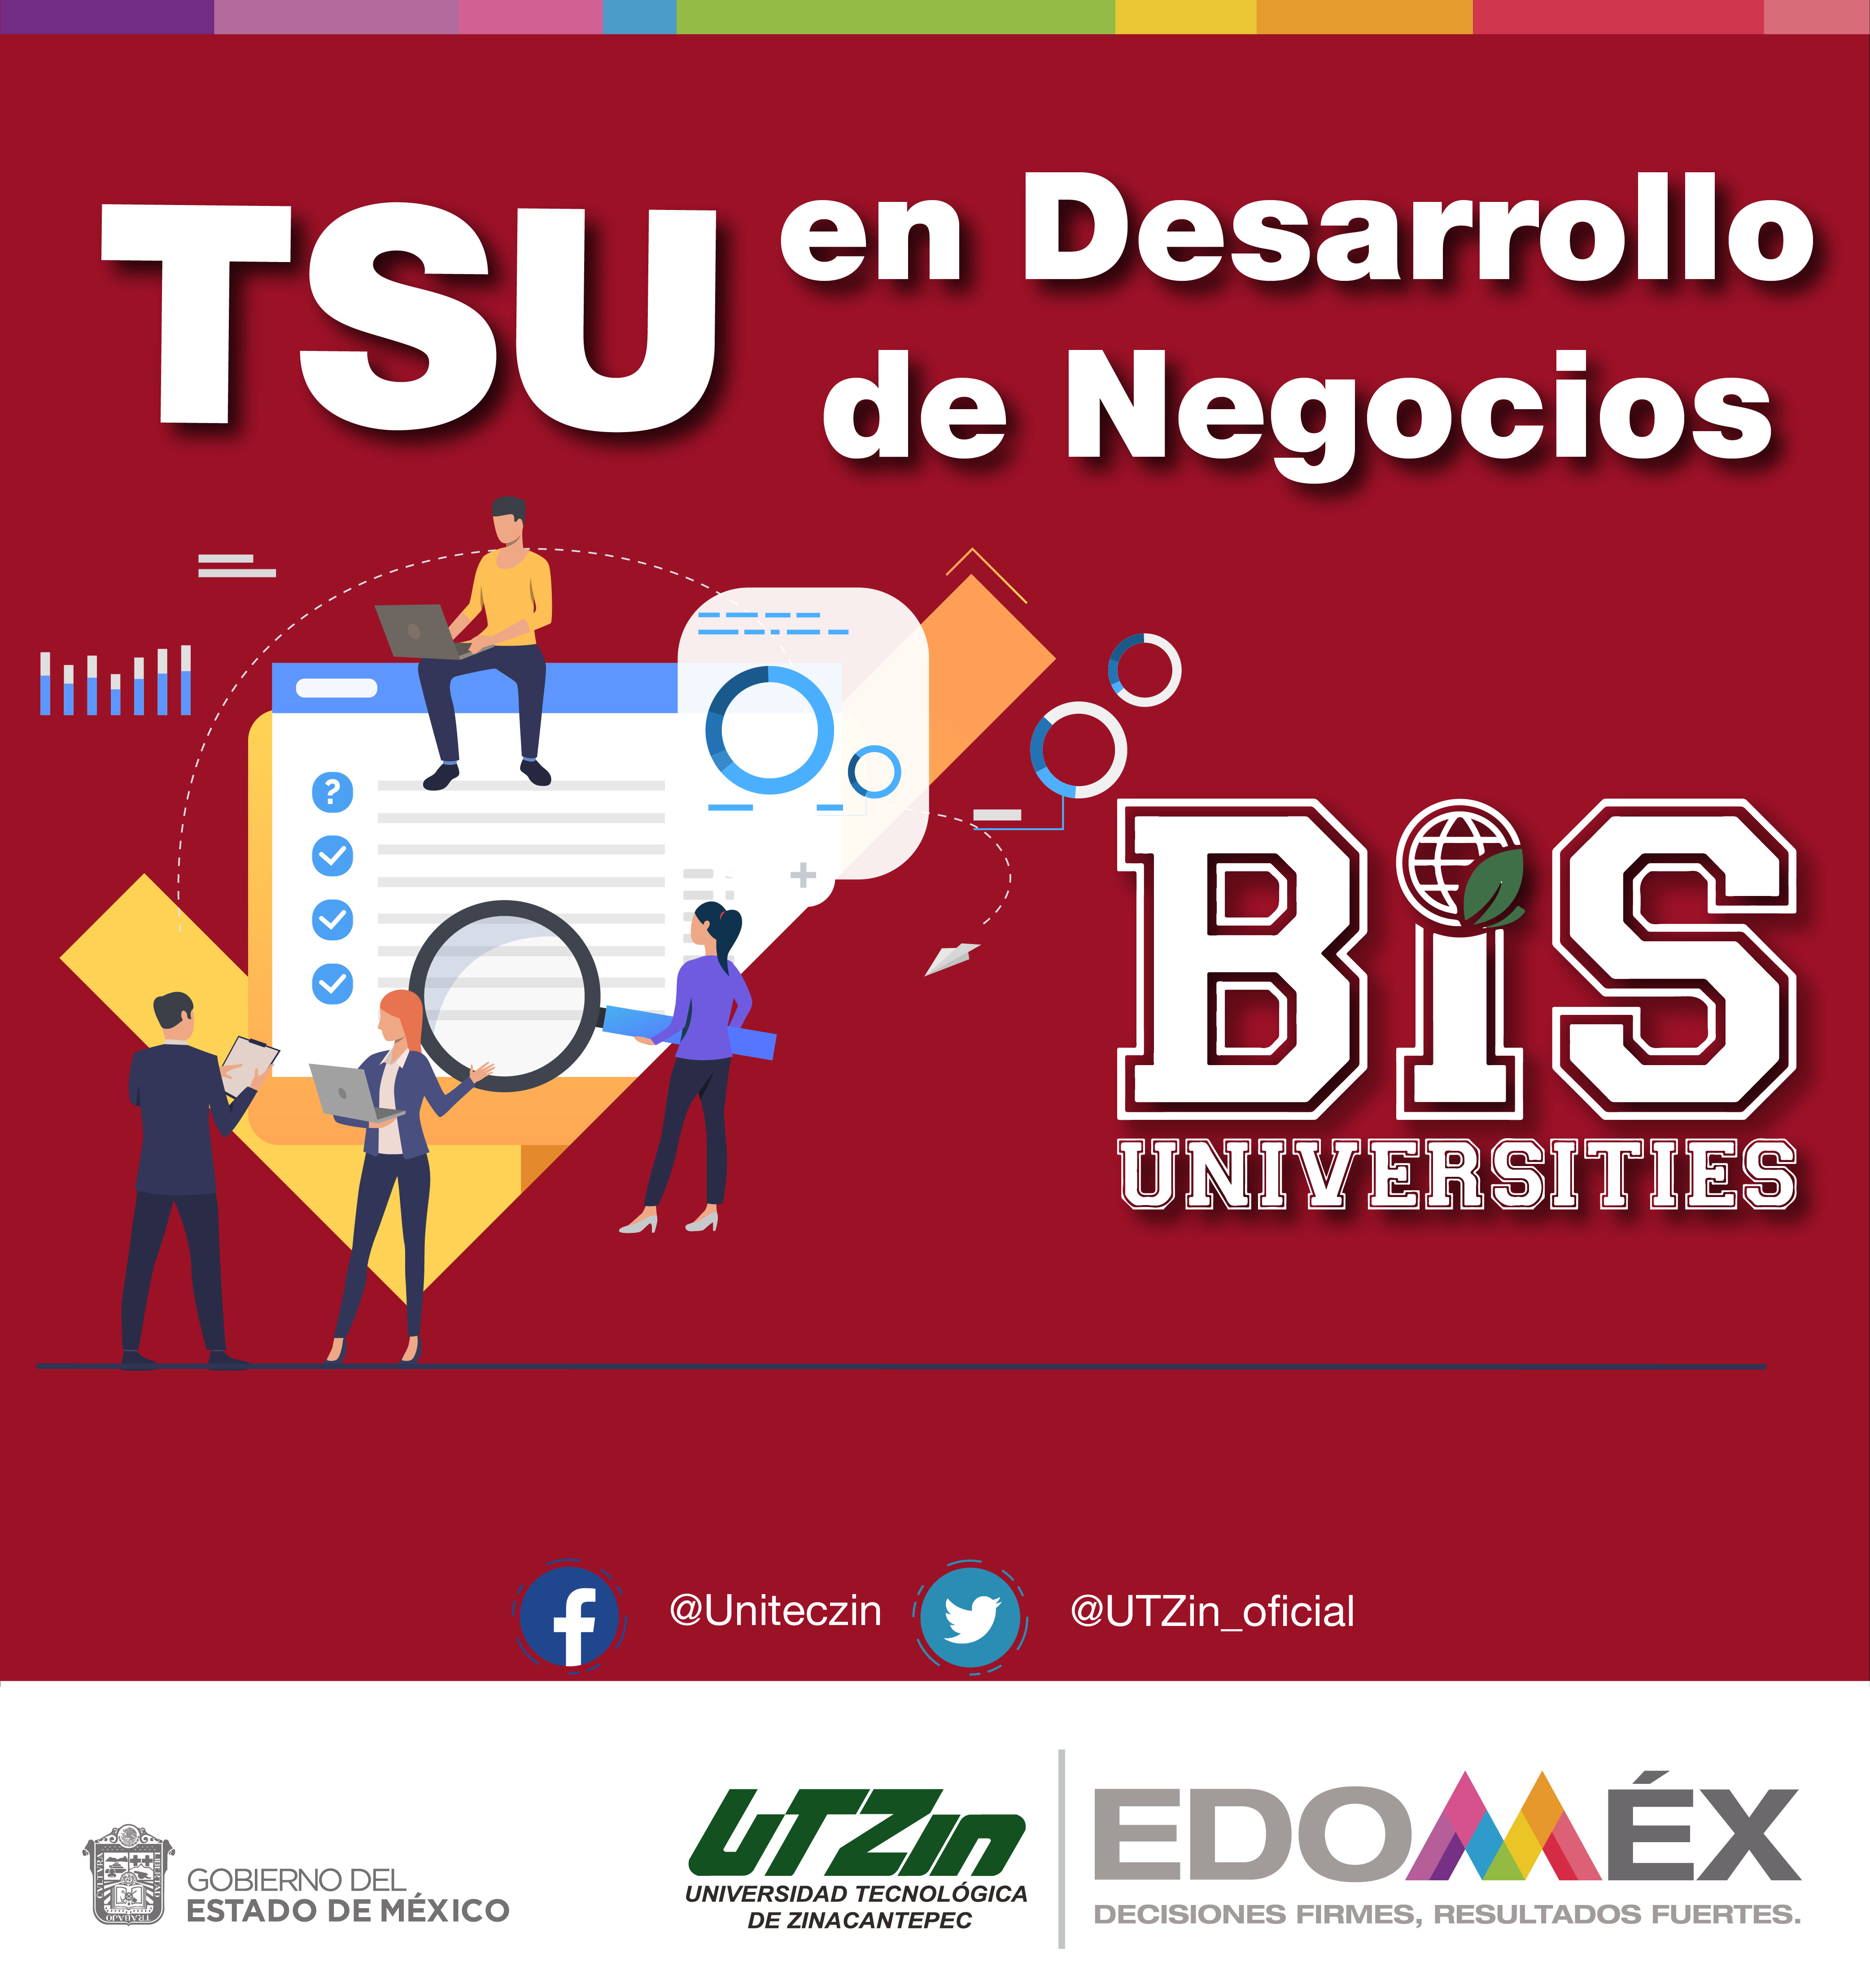 TSU
en Desarrollo
de Negocios
?
BiS
UNIVERSITIES
@Uniteczin
@UTZin_oficial
GOBIERNO DEL
ESTADO DE MÉXICO
UTZin
UNIVERSIDAD TECNOLÓGICA
DE ZINACANTEPEC
EDOMÉX
DECISIONES FIRMES, RESULTADOS FUERTES.